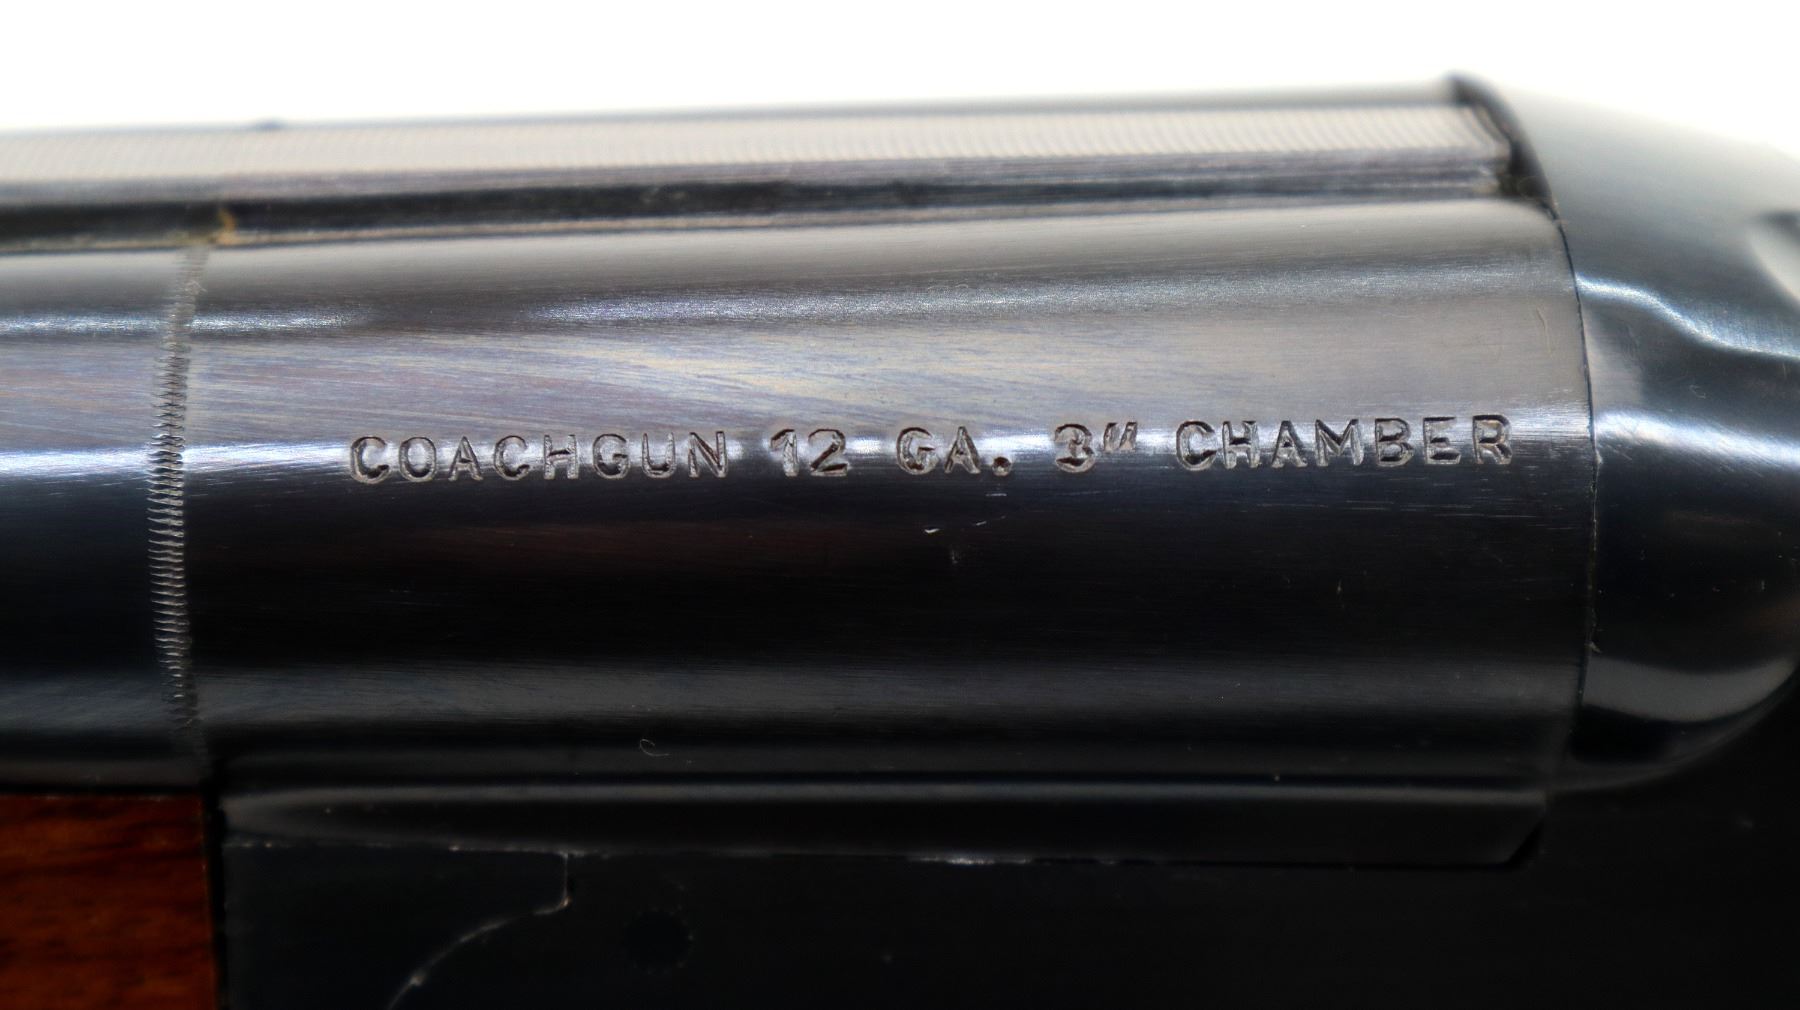 COACHGUN 12 GA. 3" CHAMBER